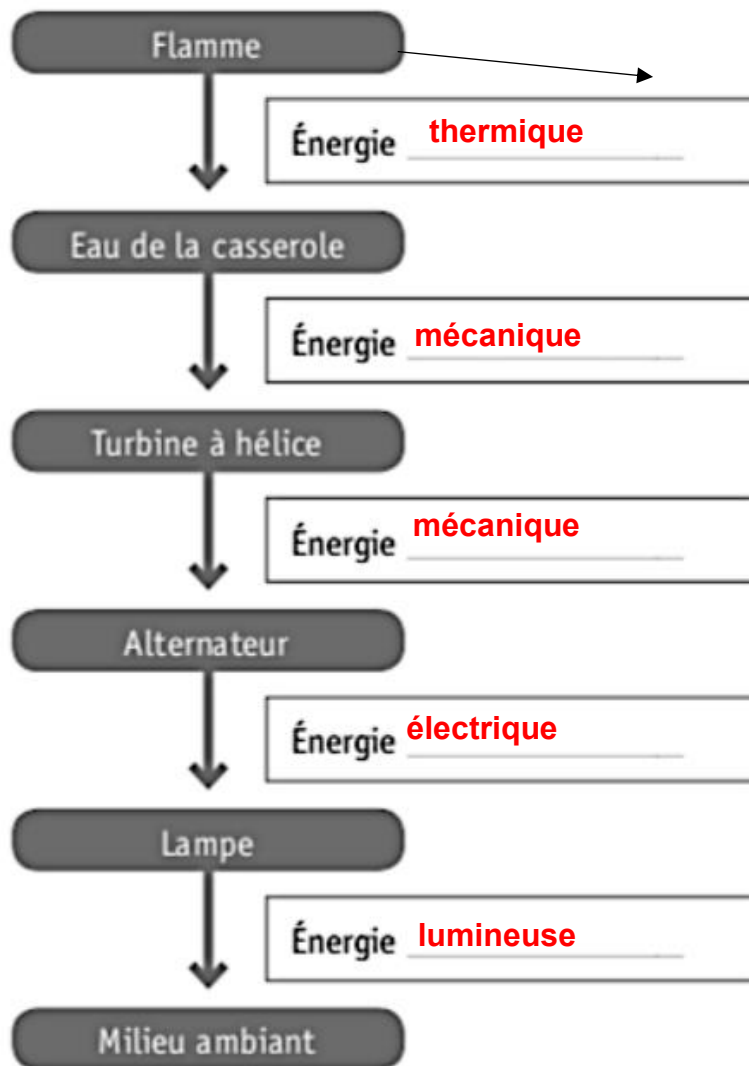 Flamme
Énergie thermique
Eau de la casserole
Énergie mécanique
Turbine à hélice
Énergie mécanique
Alternateur
Énergie électrique
Lampe
Énergie lumineuse
Milieu ambiant